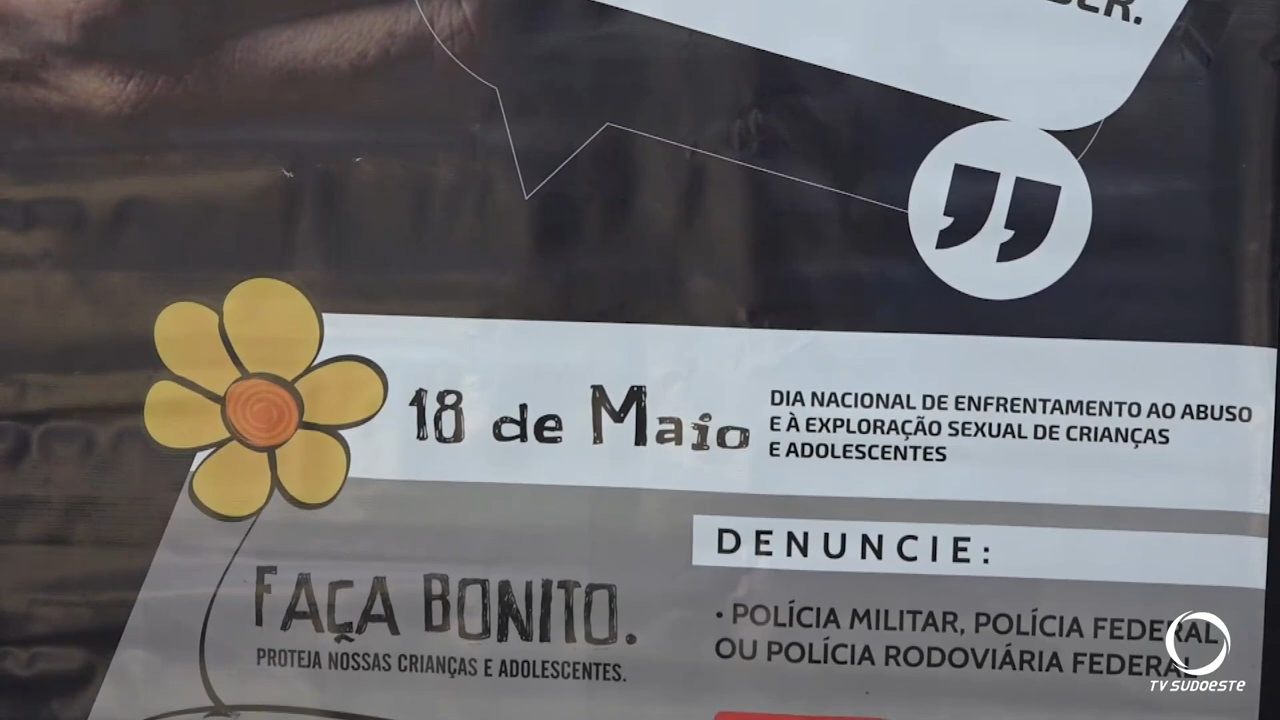 18 de Maio
DIA NACIONAL DE ENFRENTAMENTO AO ABUSO
E À EXPLORAÇÃO SEXUAL DE CRIANÇAS
E ADOLESCENTES
DENUNCIE:
FAÇA BONITO.
PROTEJA NOSSAS CRIANÇAS E ADOLESCENTES.
• POLÍCIA MILITAR, POLÍCIA FEDERAL
OU POLÍCIA RODOVIÁRIA FEDERAL
TV SUDOESTE